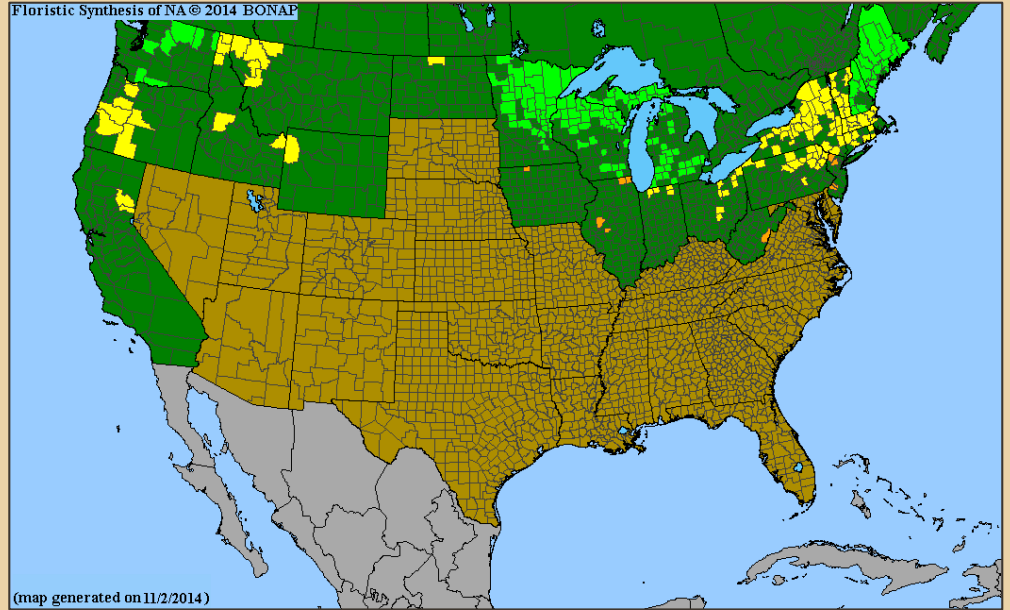 Floristic Synthesis of NA © 2014 BONAP
(map generated on 11/2/2014)